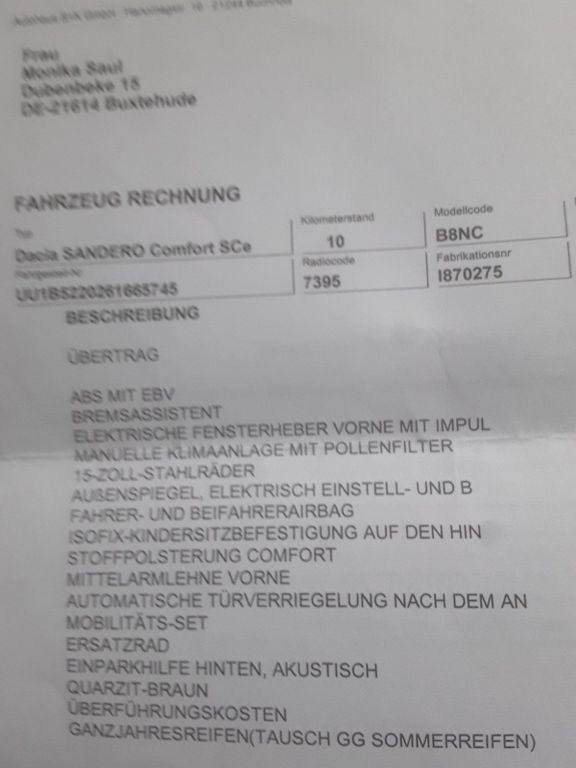 Frau
Monika Saul
Dubenbeke 15
DE-21614 Buxtehude
FAHRZEUG RECHNUNG
Typ Kilometerstand Modellcode
Dacia SANDERO Comfort SCe 10 B8NC
Fahrgestell-Nr. Radiocode Fabrikationsnr
UU1B5220261665745 7395 I870275
BESCHREIBUNG
ÜBERTRAG
ABS MIT EBV
BREMSASSISTENT
ELEKTRISCHE FENSTERHEBER VORNE MIT IMPUL
MANUELLE KLIMAANLAGE MIT POLLENFILTER
15-ZOLL-STAHLRÄDER
AUßENSPIEGEL, ELEKTRISCH EINSTELL- UND B
FAHRER- UND BEIFAHRERAIRBAG
ISOFIX-KINDERSITZBEFESTIGUNG AUF DEN HIN
STOFFPOLSTERUNG COMFORT
MITTELARMLEHNE VORNE
AUTOMATISCHE TÜRVERRIEGELUNG NACH DEM AN
MOBILITÄTS-SET
ERSATZRAD
EINPARKHILFE HINTEN, AKUSTISCH
QUARZIT-BRAUN
ÜBERFÜHRUNGSKOSTEN
GANZJAHRESREIFEN(TAUSCH GG SOMMERREIFEN)